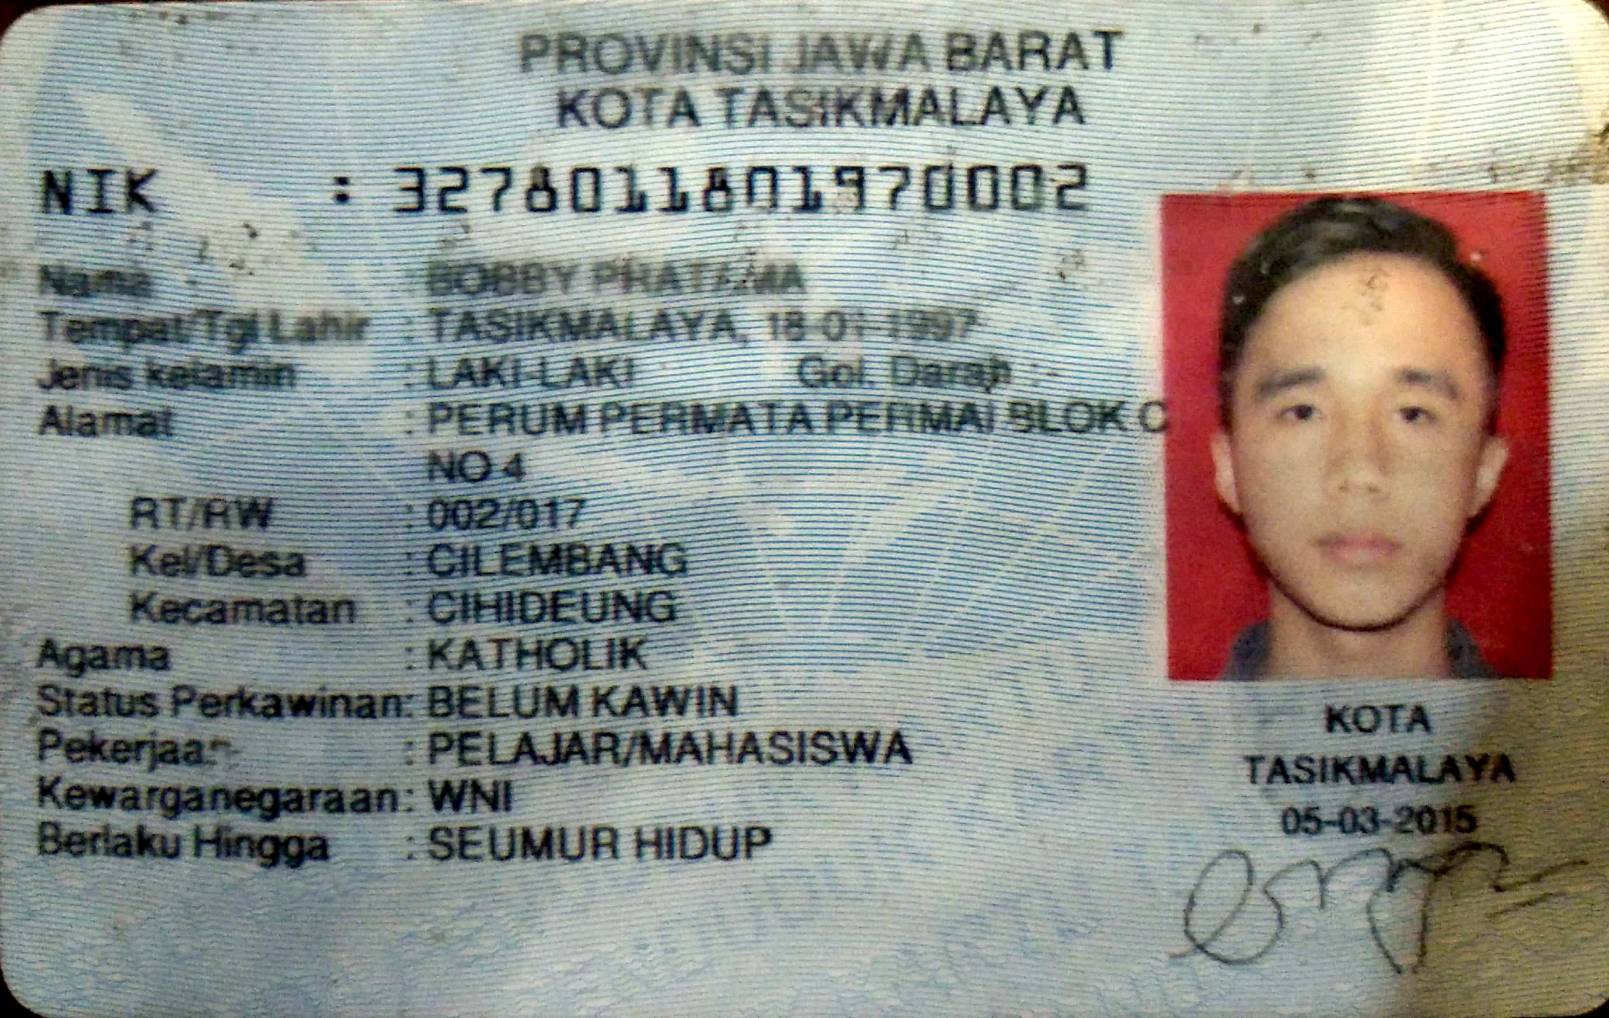 PROVINSI JAWA BARAT
KOTA TASIKMALAYA
NIK : 3278011801970002
Nama : BOBBY PRATAMA
Tempat/Tgl Lahir : TASIKMALAYA, 18-01-1997
Jenis kelamin : LAKI-LAKI Gol. Darah : -
Alamat : PERUM PERMATA PERMAI BLOK C
NO 4
RT/RW : 002/017
Kel/Desa : CILEMBANG
Kecamatan : CIHIDEUNG
Agama : KATHOLIK
Status Perkawinan: BELUM KAWIN
Pekerjaan : PELAJAR/MAHASISWA
Kewarganegaraan: WNI
Berlaku Hingga : SEUMUR HIDUP
KOTA
TASIKMALAYA
05-03-2015